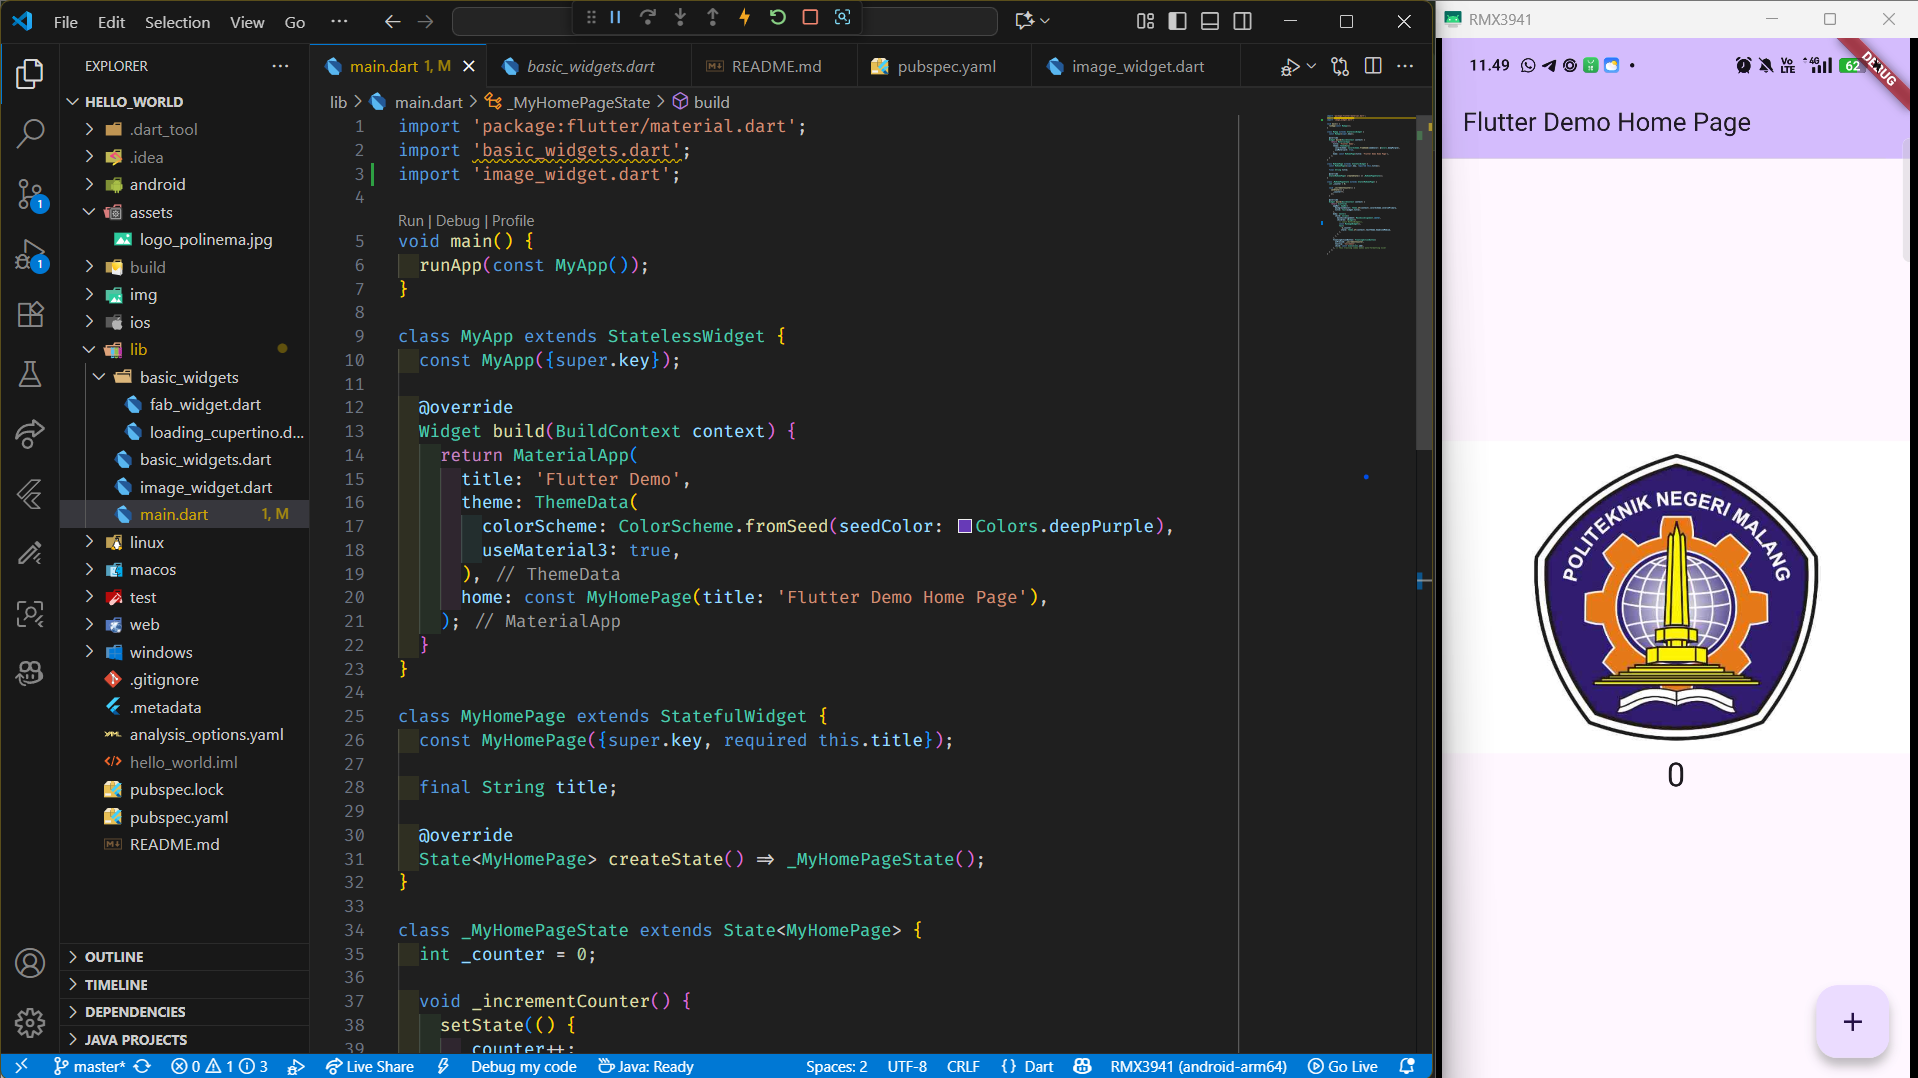 File Edit Selection View Go ···
EXPLORER ···
HELLO_WORLD
.dart_tool
.idea
android
assets
logo_polinema.jpg
build
img
ios
lib
basic_widgets
fab_widget.dart
loading_cupertino.d...
basic_widgets.dart
image_widget.dart
main.dart 1, M
linux
macos
test
web
windows
.gitignore
.metadata
analysis_options.yaml
hello_world.iml
pubspec.lock
pubspec.yaml
README.md
OUTLINE
TIMELINE
DEPENDENCIES
JAVA PROJECTS
1
1
main.dart 1, M basic_widgets.dart README.md pubspec.yaml image_widget.dart ···
lib > main.dart > _MyHomePageState > build
1 import 'package:flutter/material.dart';
2 import 'basic_widgets.dart';
3 import 'image_widget.dart';
4
Run | Debug | Profile
5 void main() {
6 runApp(const MyApp());
7 }
8
9 class MyApp extends StatelessWidget {
10 const MyApp({super.key});
11
12 @override
13 Widget build(BuildContext context) {
14 return MaterialApp(
15 title: 'Flutter Demo',
16 theme: ThemeData(
17 colorScheme: ColorScheme.fromSeed(seedColor: Colors.deepPurple),
18 useMaterial3: true,
19 ), // ThemeData
20 home: const MyHomePage(title: 'Flutter Demo Home Page'),
21 ); // MaterialApp
22 }
23 }
24
25 class MyHomePage extends StatefulWidget {
26 const MyHomePage({super.key, required this.title});
27
28 final String title;
29
30 @override
31 State<MyHomePage> createState() => _MyHomePageState();
32 }
33
34 class _MyHomePageState extends State<MyHomePage> {
35 int _counter = 0;
36
37 void _incrementCounter() {
38 setState(() {
39 _counter++;
master* 0 1 3 Live Share Debug my code Java: Ready Spaces: 2 UTF-8 CRLF {} Dart RMX3941 (android-arm64) Go Live
RMX3941
11.49 Vo LTE 4G 62
DEBUG
Flutter Demo Home Page
POLITEKNIK NEGERI MALANG
0
+